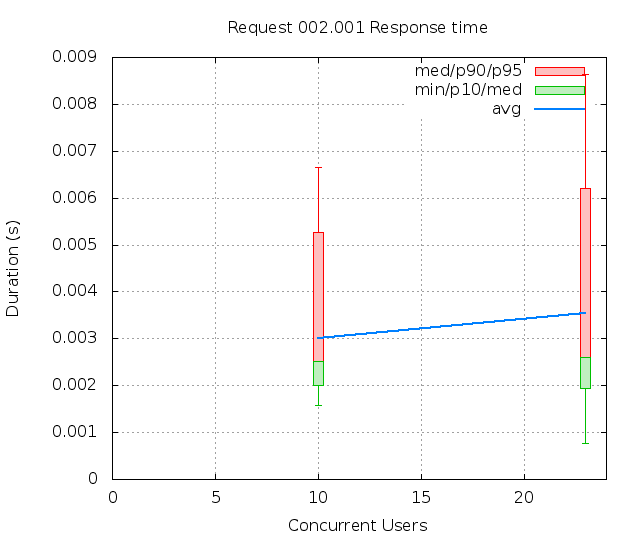 Request 002.001 Response time
0.009
0.008
0.007
0.006
0.005
0.004
0.003
0.002
0.001
0
med/p90/p95
min/p10/med
avg
Duration (s)
0 5 10 15 20
Concurrent Users